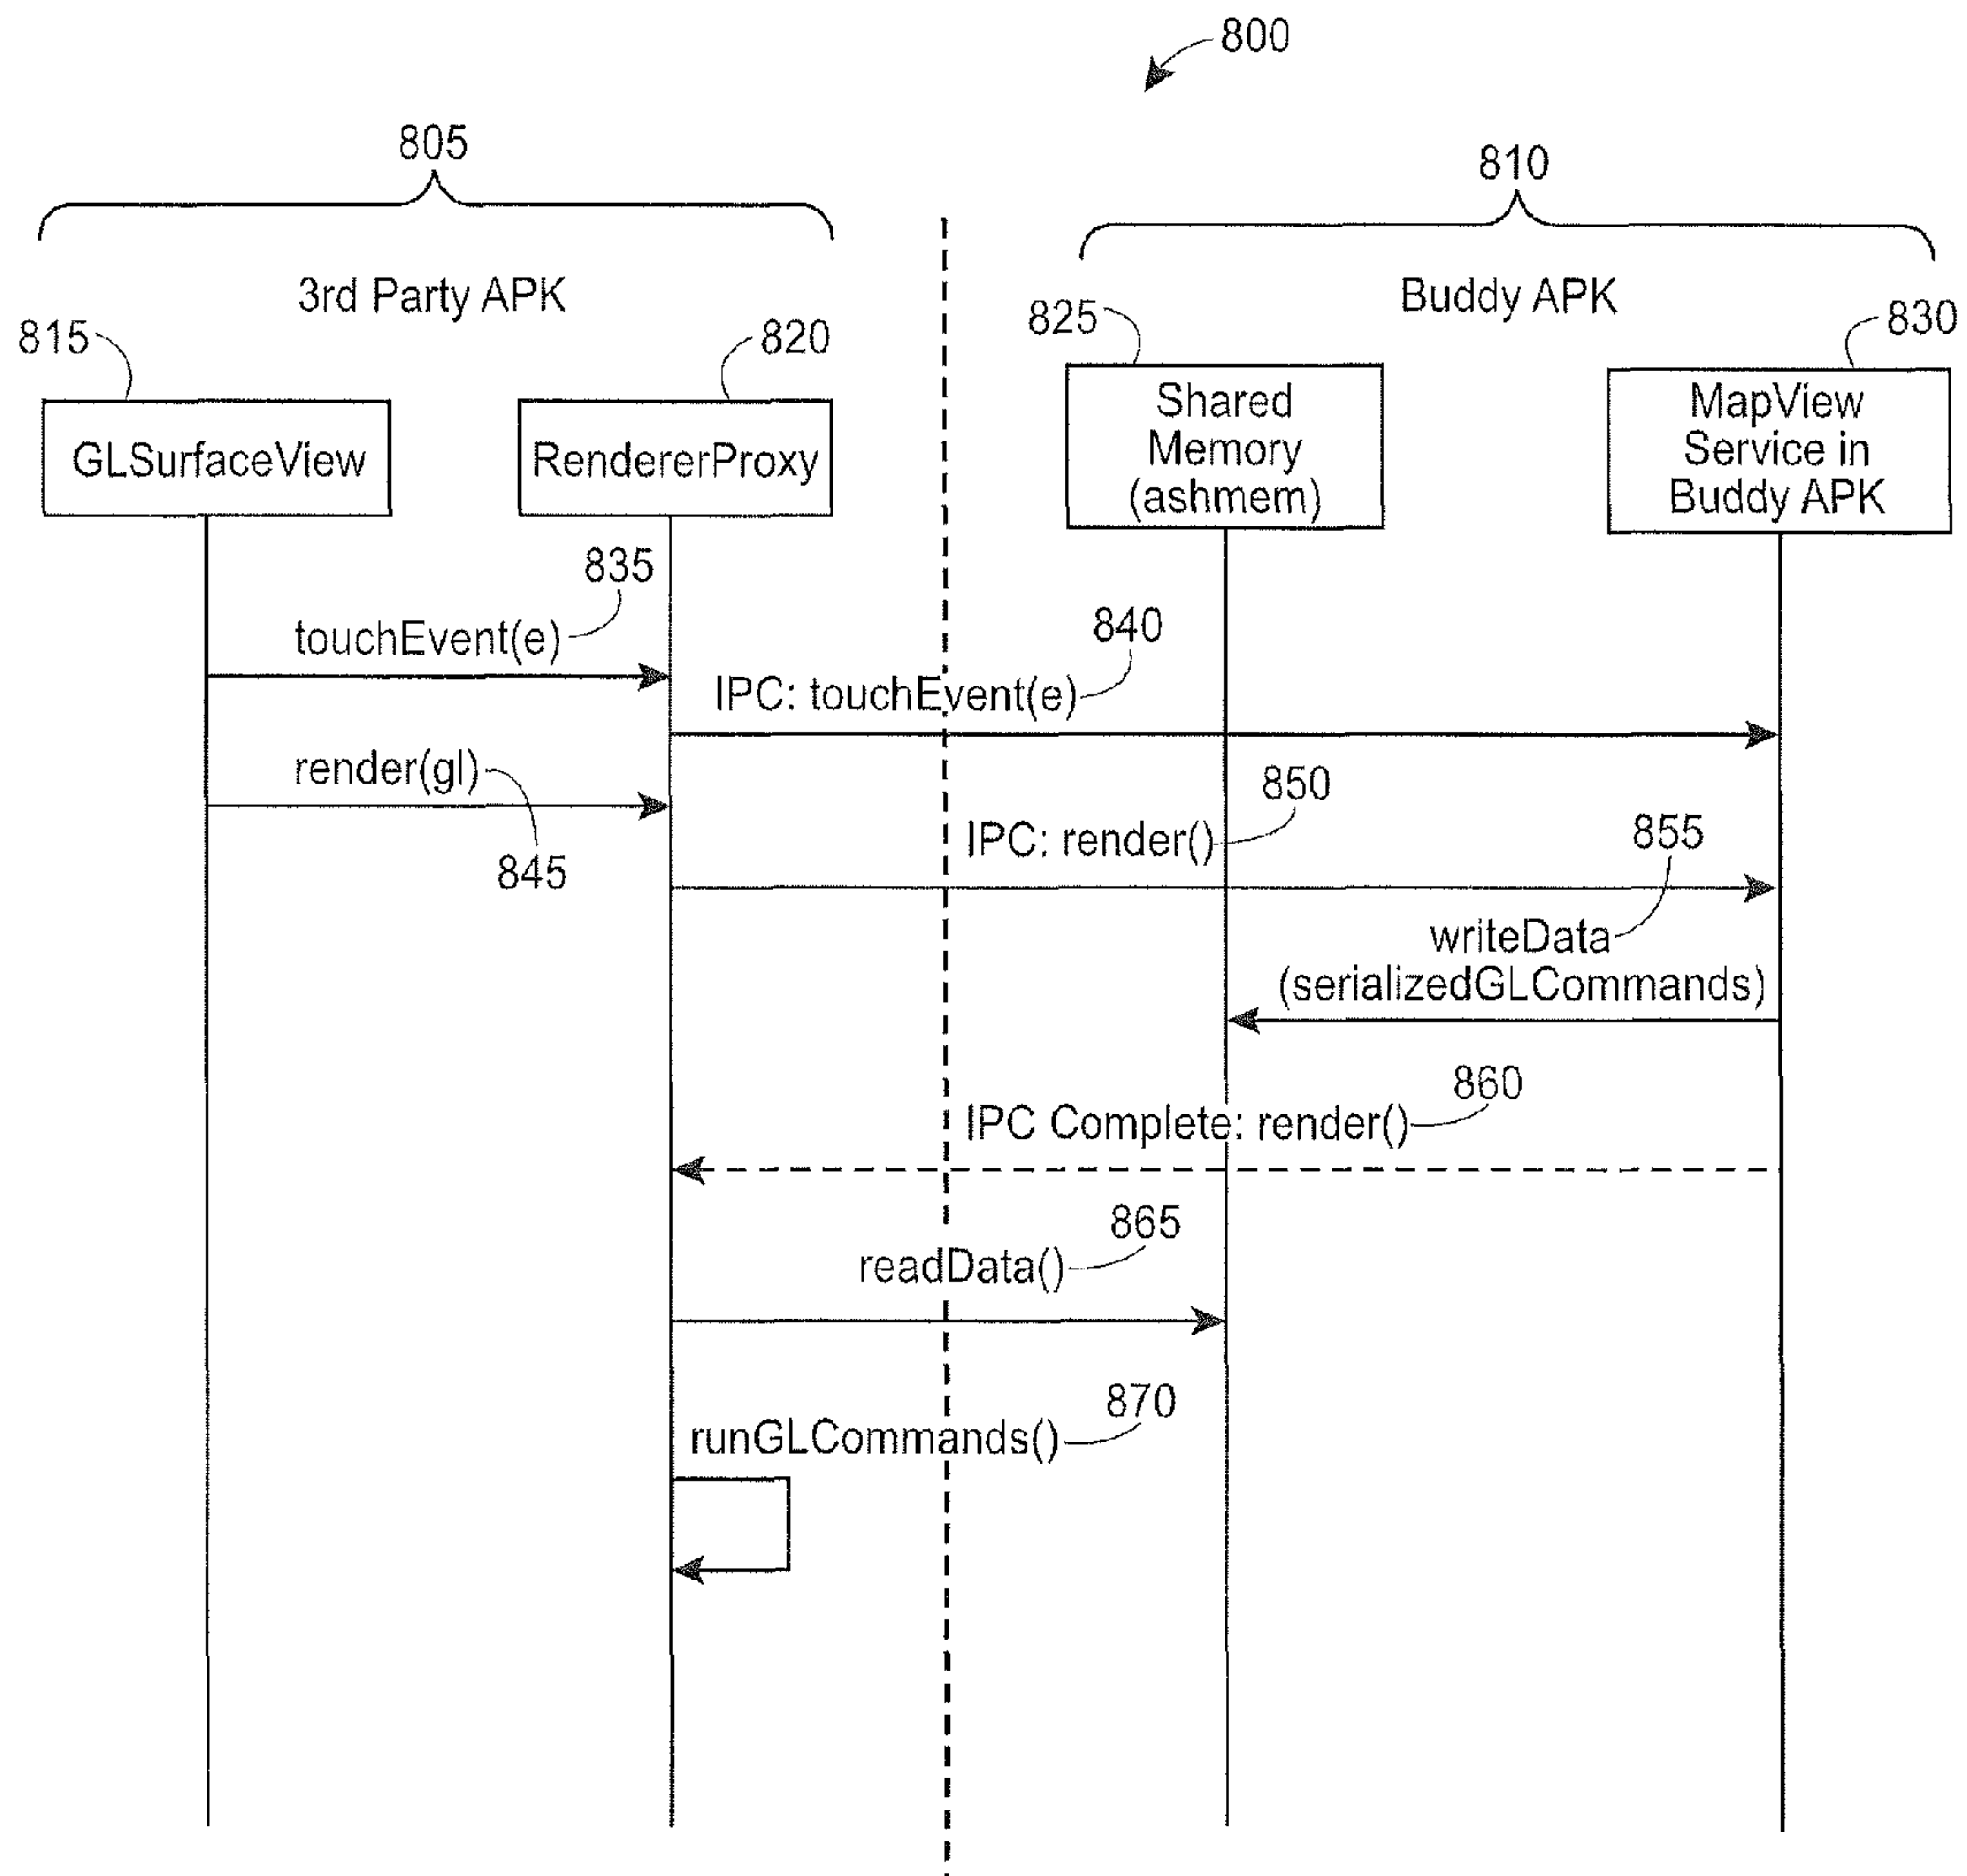 800
805
810
3rd Party APK
Buddy APK
815
820
825
830
GLSurfaceView
RendererProxy
Shared
Memory
(ashmem)
MapView
Service in
Buddy APK
835
touchEvent(e)
840
IPC: touchEvent(e)
render(gl)
845
850
IPC: render()
855
writeData
(serializedGLCommands)
860
IPC Complete: render()
865
readData()
870
runGLCommands()